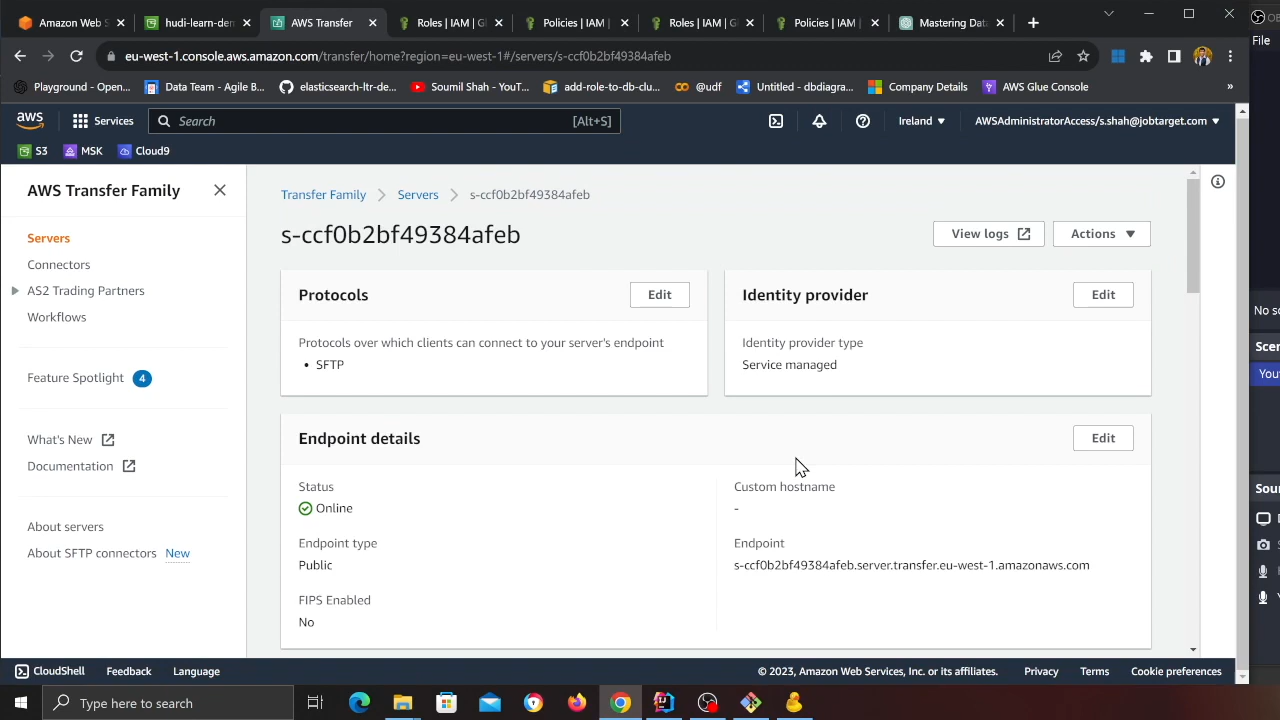 Amazon Web S
hudi-learn-dem
AWS Transfer
Roles | IAM | Gl
Policies | IAM |
Roles | IAM | Gl
Policies | IAM |
Mastering Data
eu-west-1.console.aws.amazon.com/transfer/home?region=eu-west-1#/servers/s-ccf0b2bf49384afeb
File
Playground - Open...
Data Team - Agile B...
elasticsearch-ltr-de...
Soumil Shah - YouT...
add-role-to-db-clu...
@udf
Untitled - dbdiagra...
Company Details
AWS Glue Console
»
aws
Services
Search
[Alt+S]
Ireland
AWSAdministratorAccess/s.shah@jobtarget.com
S3
MSK
Cloud9
AWS Transfer Family
Servers
Connectors
AS2 Trading Partners
Workflows
Feature Spotlight 4
What's New
Documentation
About servers
About SFTP connectors New
Transfer Family
Servers
s-ccf0b2bf49384afeb
s-ccf0b2bf49384afeb
View logs
Actions
Protocols
Edit
Protocols over which clients can connect to your server's endpoint
• SFTP
Identity provider
Edit
Identity provider type
Service managed
Endpoint details
Edit
Status
Online
Endpoint type
Public
FIPS Enabled
No
Custom hostname
-
Endpoint
s-ccf0b2bf49384afeb.server.transfer.eu-west-1.amazonaws.com
No so
Scen
Yout
Sour
CloudShell
Feedback
Language
© 2023, Amazon Web Services, Inc. or its affiliates.
Privacy
Terms
Cookie preferences
Type here to search